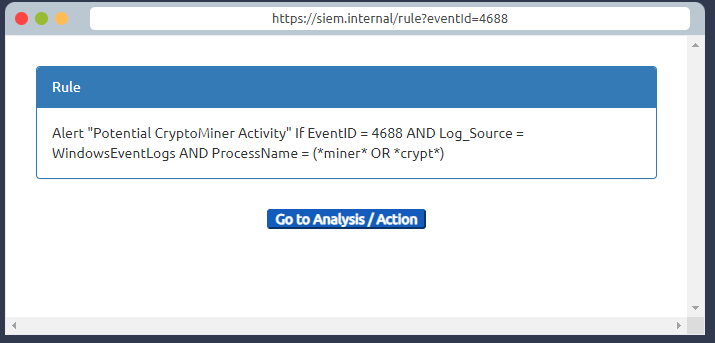 https://siem.internal/rule?eventId=4688
Rule
Alert "Potential CryptoMiner Activity" If EventID = 4688 AND Log_Source =
WindowsEventLogs AND ProcessName = (*miner* OR *crypt*)
Go to Analysis / Action